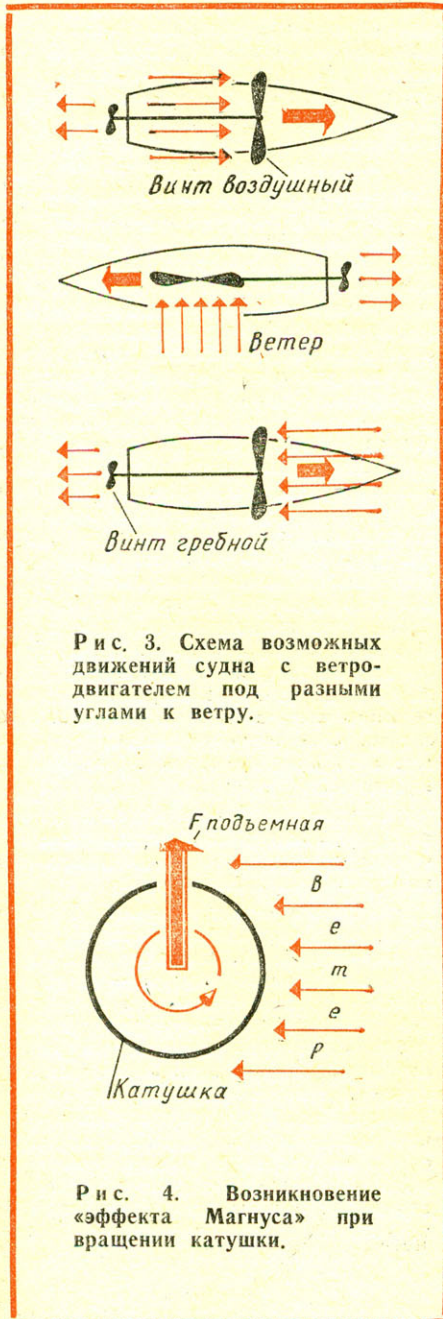 Винт воздушный
Ветер
Винт гребной
Рис. 3. Схема возможных
движений судна с ветро-
двигателем под разными
углами к ветру.
F подъемная
В
е
т
е
р
Катушка
Рис. 4. Возникновение
«эффекта Магнуса» при
вращении катушки.